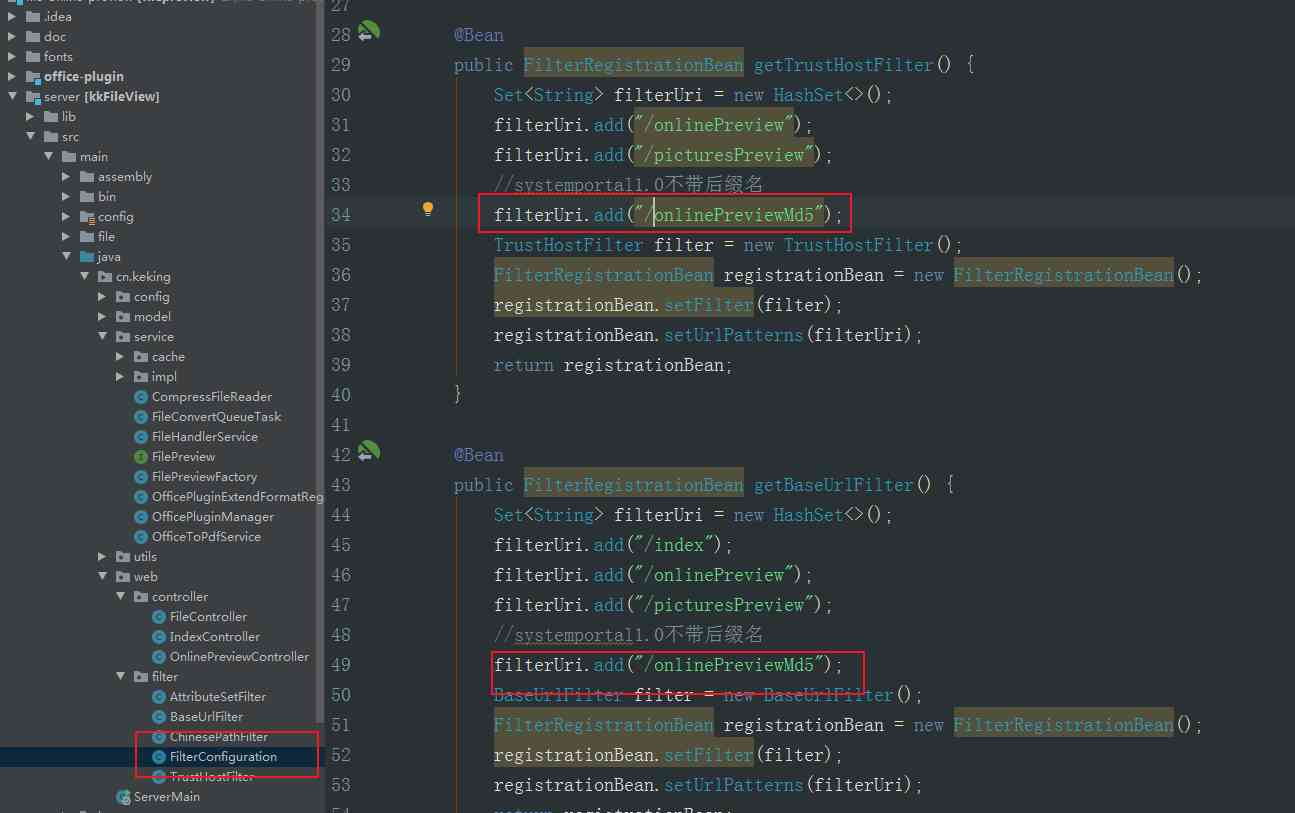 .idea
doc
fonts
office-plugin
server [kkFileView]
lib
src
main
assembly
bin
config
file
java
cn.keking
config
model
service
cache
impl
CompressFileReader
FileConvertQueueTask
FileHandlerService
FilePreview
FilePreviewFactory
OfficePluginExtendFormatReg
OfficePluginManager
OfficeToPdfService
utils
web
controller
FileController
IndexController
OnlinePreviewController
filter
AttributeSetFilter
BaseUrlFilter
ChinesePathFilter
FilterConfiguration
TrustHostFilter
ServerMain
27
28 @Bean
29 public FilterRegistrationBean getTrustHostFilter() {
30 Set<String> filterUri = new HashSet<>();
31 filterUri.add("/onlinePreview");
32 filterUri.add("/picturesPreview");
33 //systemportal1.0不带后缀名
34 filterUri.add("/onlinePreviewMd5");
35 TrustHostFilter filter = new TrustHostFilter();
36 FilterRegistrationBean registrationBean = new FilterRegistrationBean();
37 registrationBean.setFilter(filter);
38 registrationBean.setUrlPatterns(filterUri);
39 return registrationBean;
40 }
41
42 @Bean
43 public FilterRegistrationBean getBaseUrlFilter() {
44 Set<String> filterUri = new HashSet<>();
45 filterUri.add("/index");
46 filterUri.add("/onlinePreview");
47 filterUri.add("/picturesPreview");
48 //systemportal1.0不带后缀名
49 filterUri.add("/onlinePreviewMd5");
50 BaseUrlFilter filter = new BaseUrlFilter();
51 FilterRegistrationBean registrationBean = new FilterRegistrationBean();
52 registrationBean.setFilter(filter);
53 registrationBean.setUrlPatterns(filterUri);
54 return registrationBean;